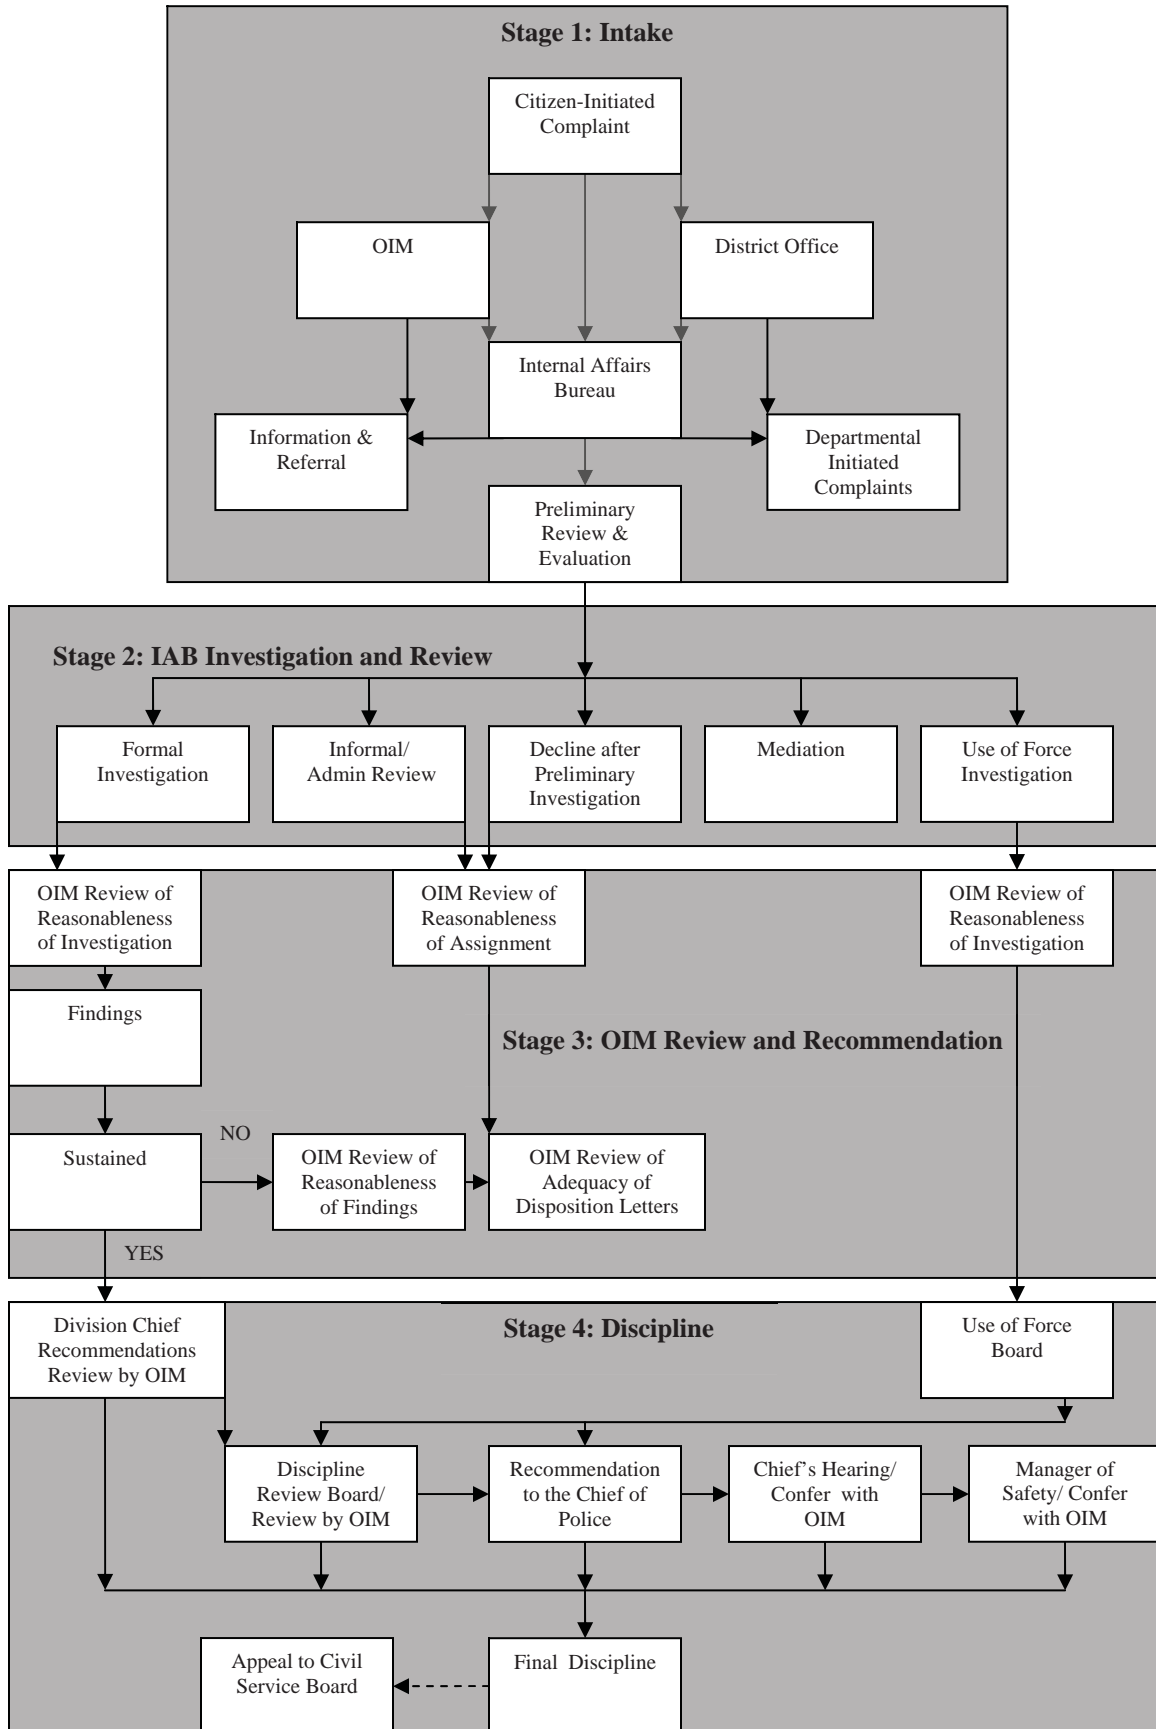 Stage 1: Intake
Citizen-Initiated
Complaint
OIM
District Office
Internal Affairs
Bureau
Information &
Referral
Departmental
Initiated
Complaints
Preliminary
Review &
Evaluation
Stage 2: IAB Investigation and Review
Formal
Investigation
Informal/
Admin Review
Decline after
Preliminary
Investigation
Mediation
Use of Force
Investigation
OIM Review of
Reasonableness
of Investigation
OIM Review of
Reasonableness
of Assignment
OIM Review of
Reasonableness
of Investigation
Findings
Stage 3: OIM Review and Recommendation
Sustained
NO
OIM Review of
Reasonableness
of Findings
OIM Review of
Adequacy of
Disposition Letters
YES
Division Chief
Recommendations
Review by OIM
Stage 4: Discipline
Use of Force
Board
Discipline
Review Board/
Review by OIM
Recommendation
to the Chief of
Police
Chief's Hearing/
Confer with
OIM
Manager of
Safety/ Confer
with OIM
Appeal to Civil
Service Board
Final Discipline